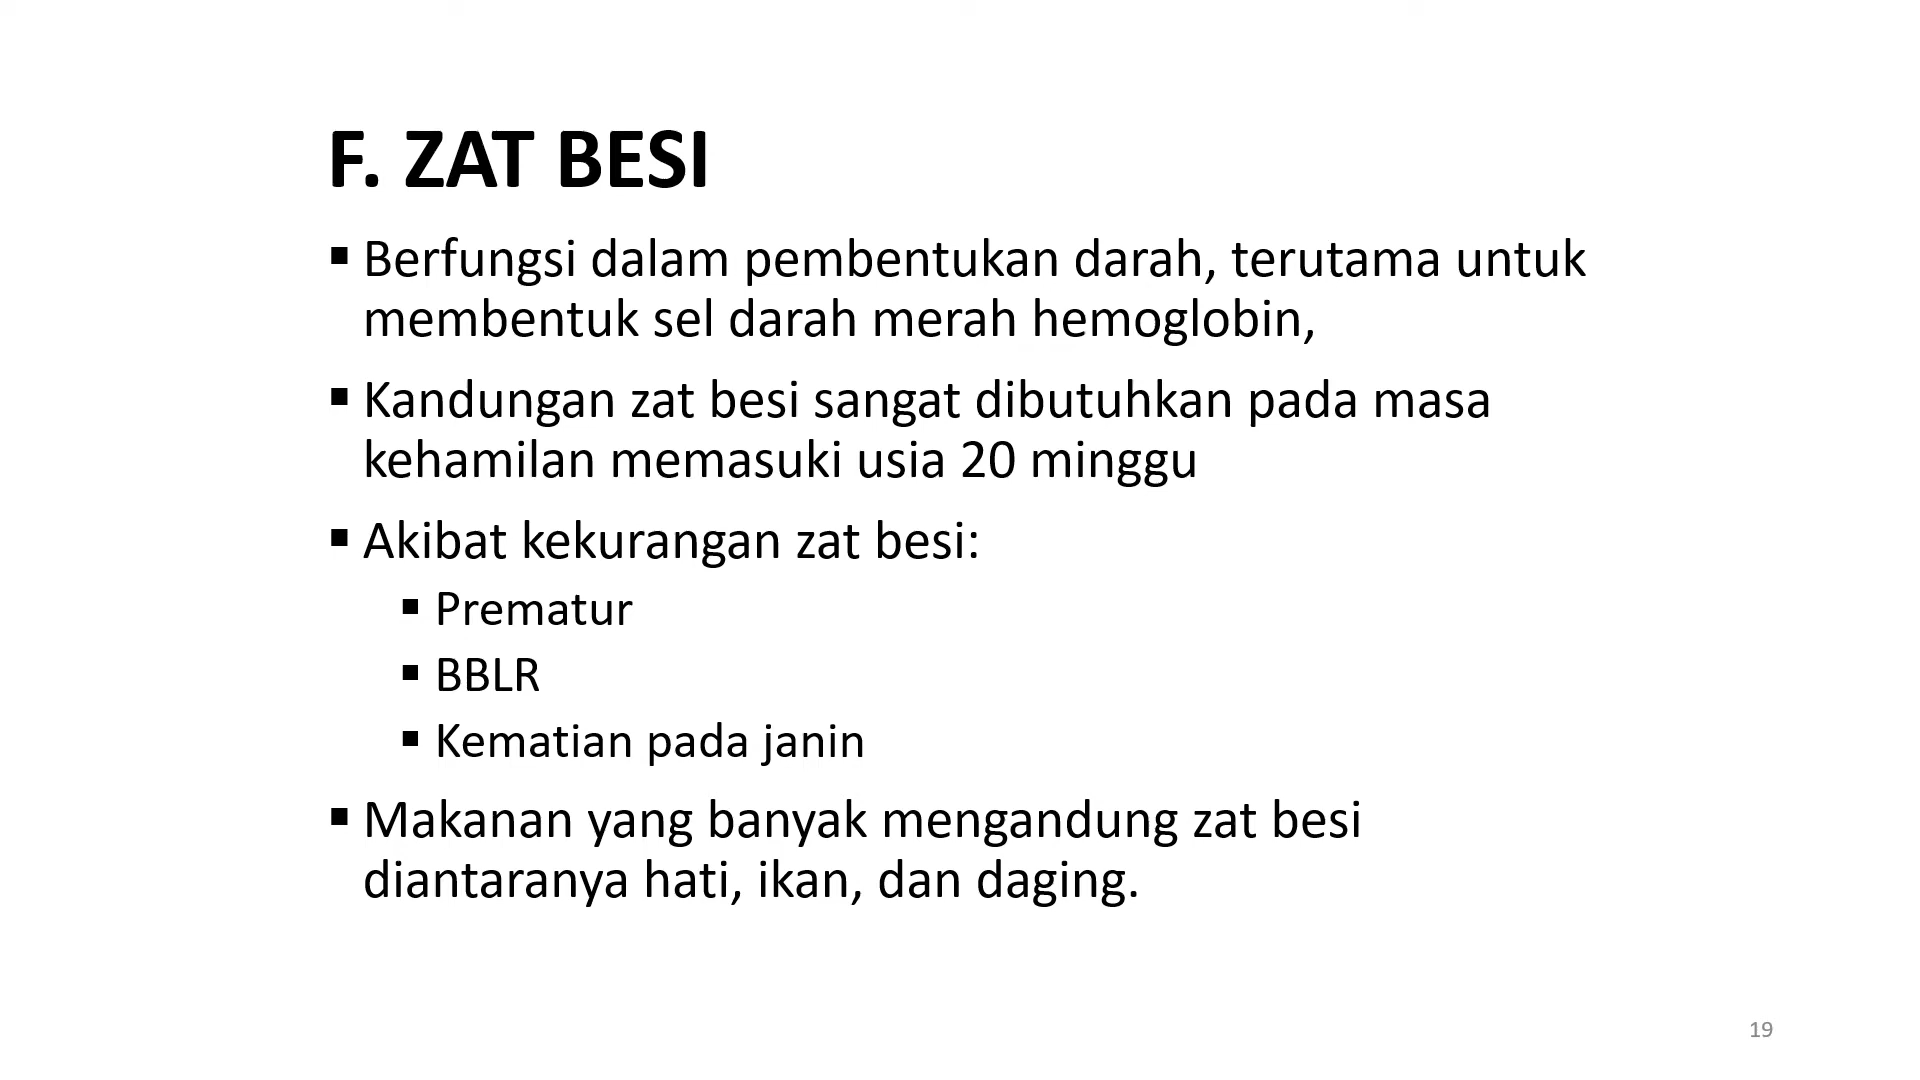 F. ZAT BESI
▪ Berfungsi dalam pembentukan darah, terutama untuk
membentuk sel darah merah hemoglobin,
▪ Kandungan zat besi sangat dibutuhkan pada masa
kehamilan memasuki usia 20 minggu
▪ Akibat kekurangan zat besi:
▪ Prematur
▪ BBLR
▪ Kematian pada janin
▪ Makanan yang banyak mengandung zat besi
diantaranya hati, ikan, dan daging.
19